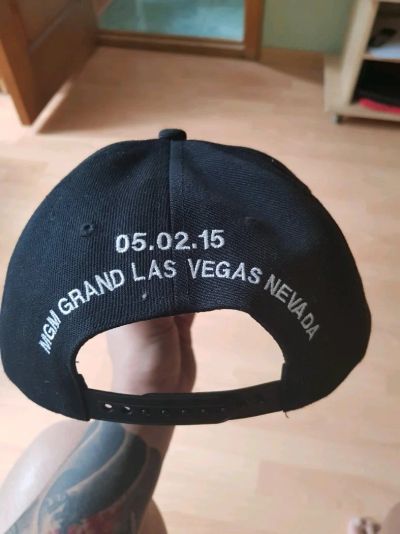 05.02.15
MGM GRAND LAS VEGAS NEVADA